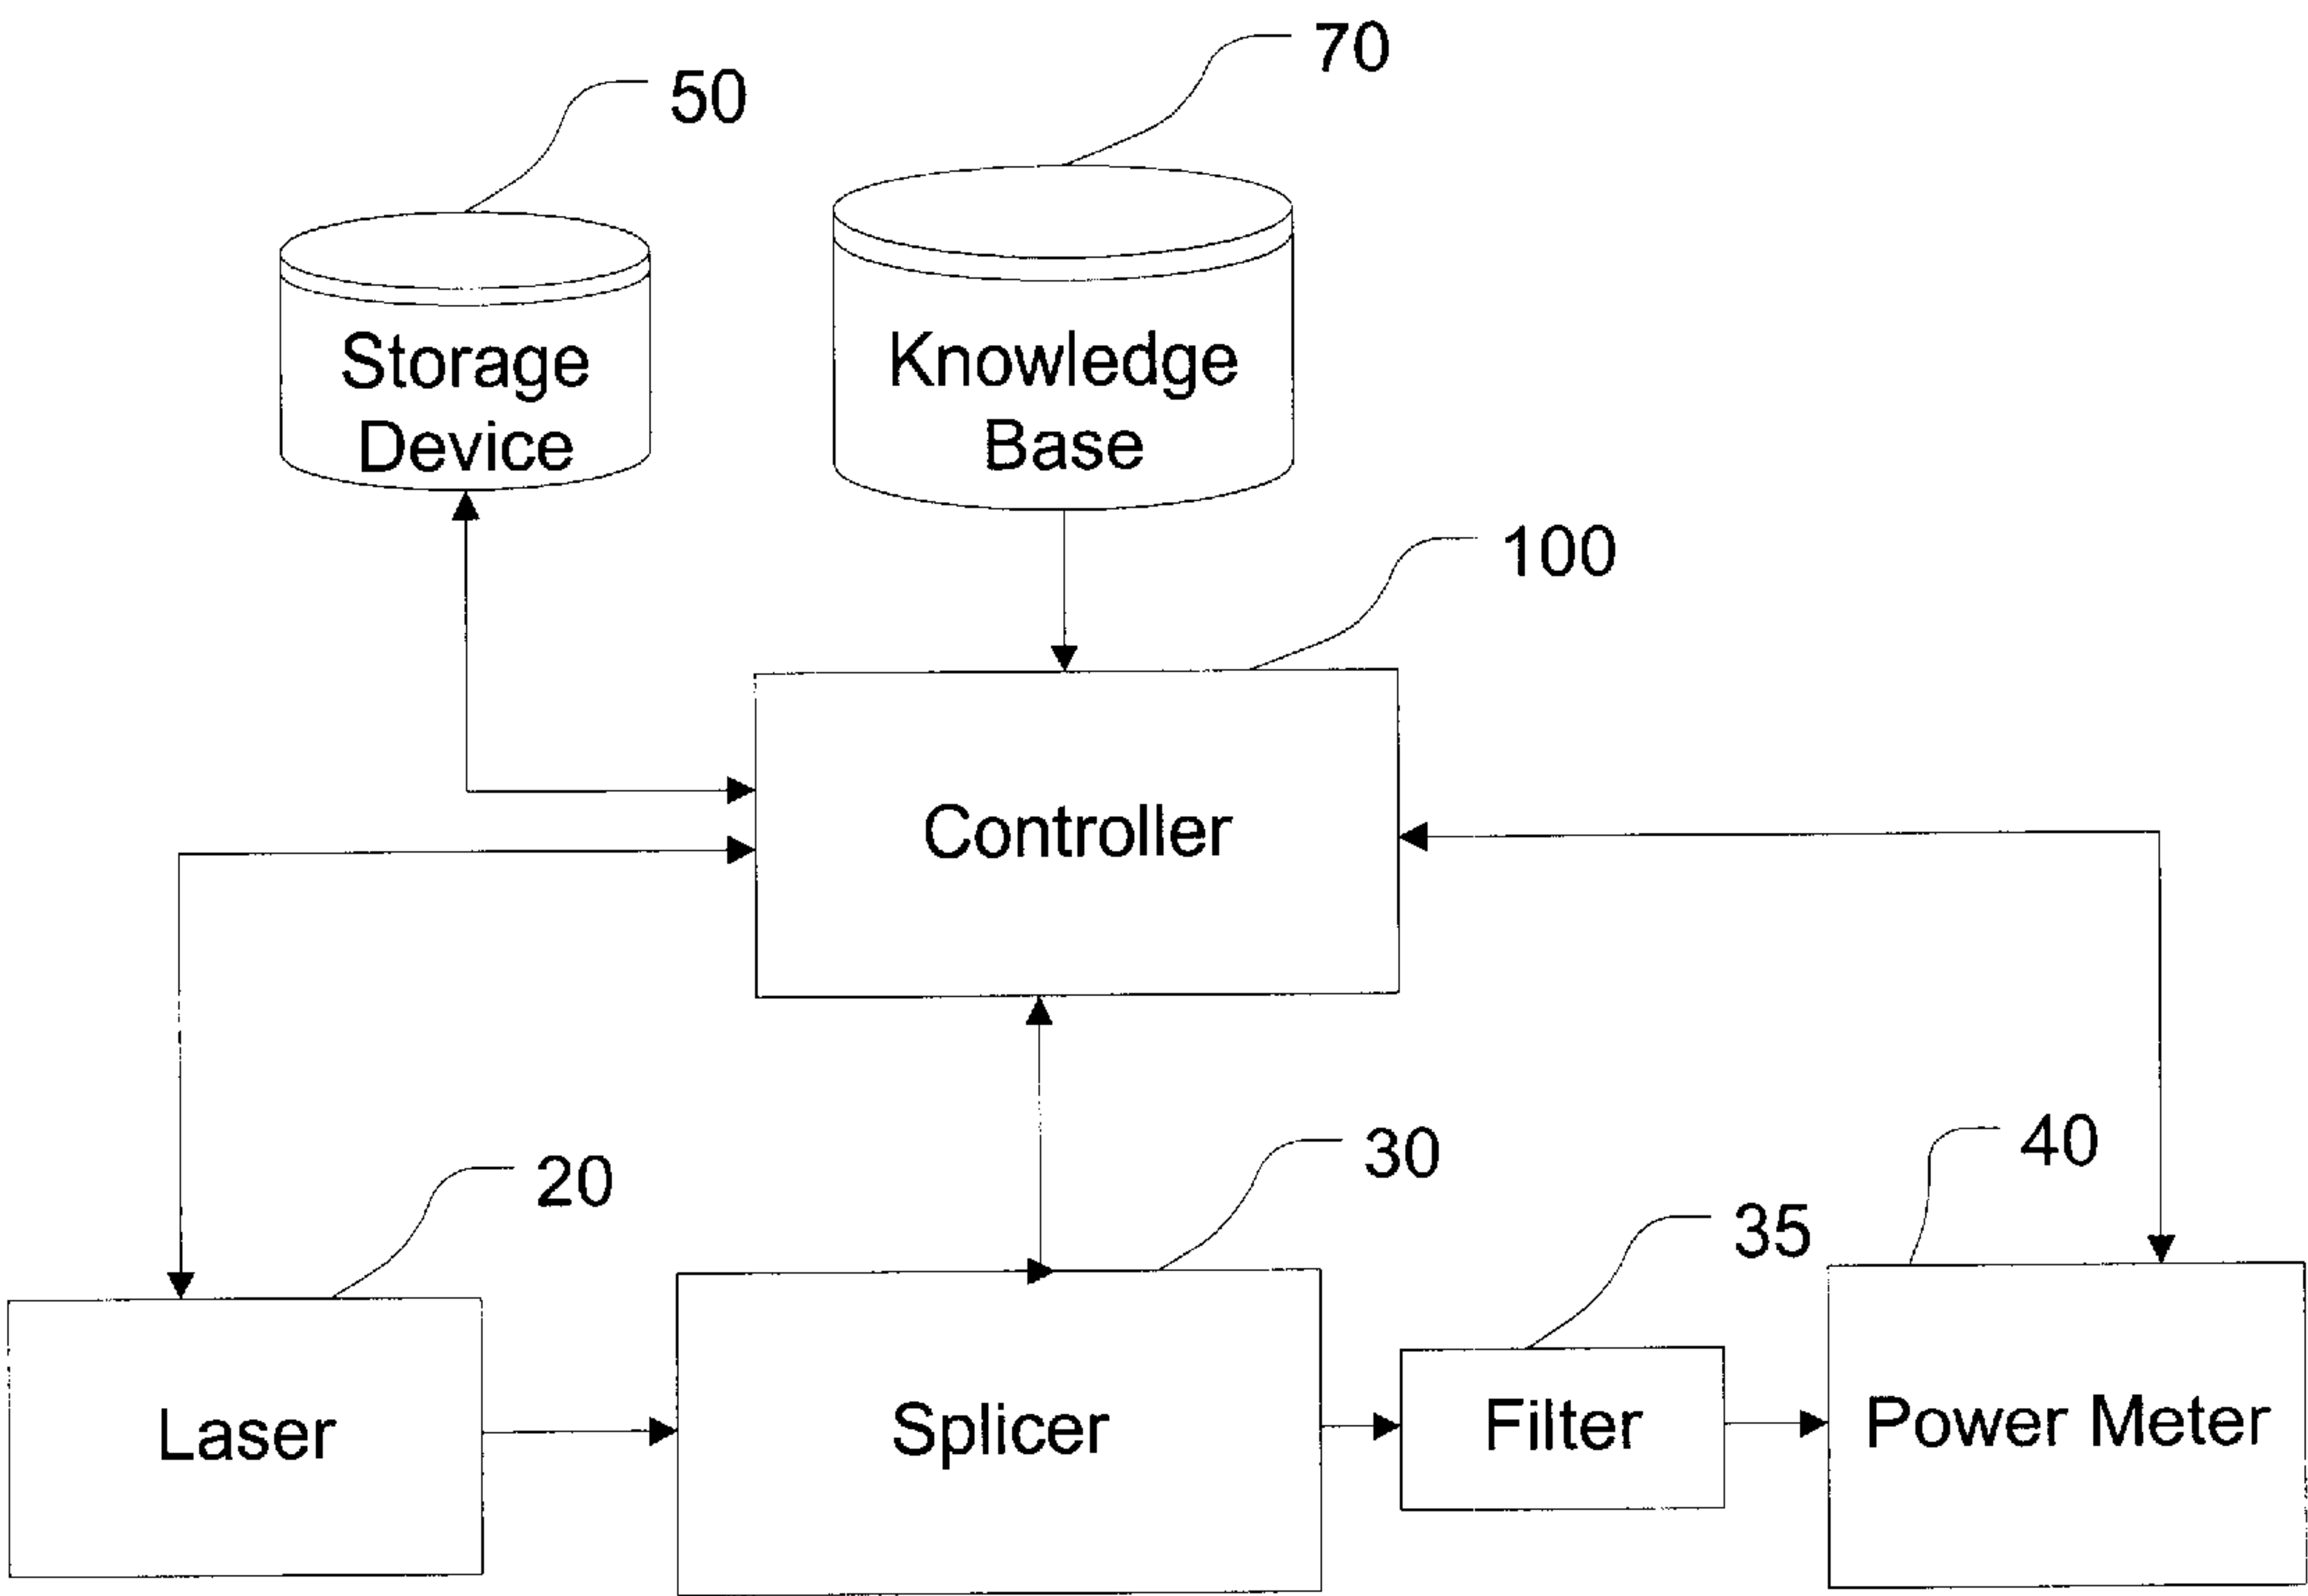 70
50
Storage
Device
Knowledge
Base
100
Controller
20
30
35
40
Laser
Splicer
Filter
Power Meter